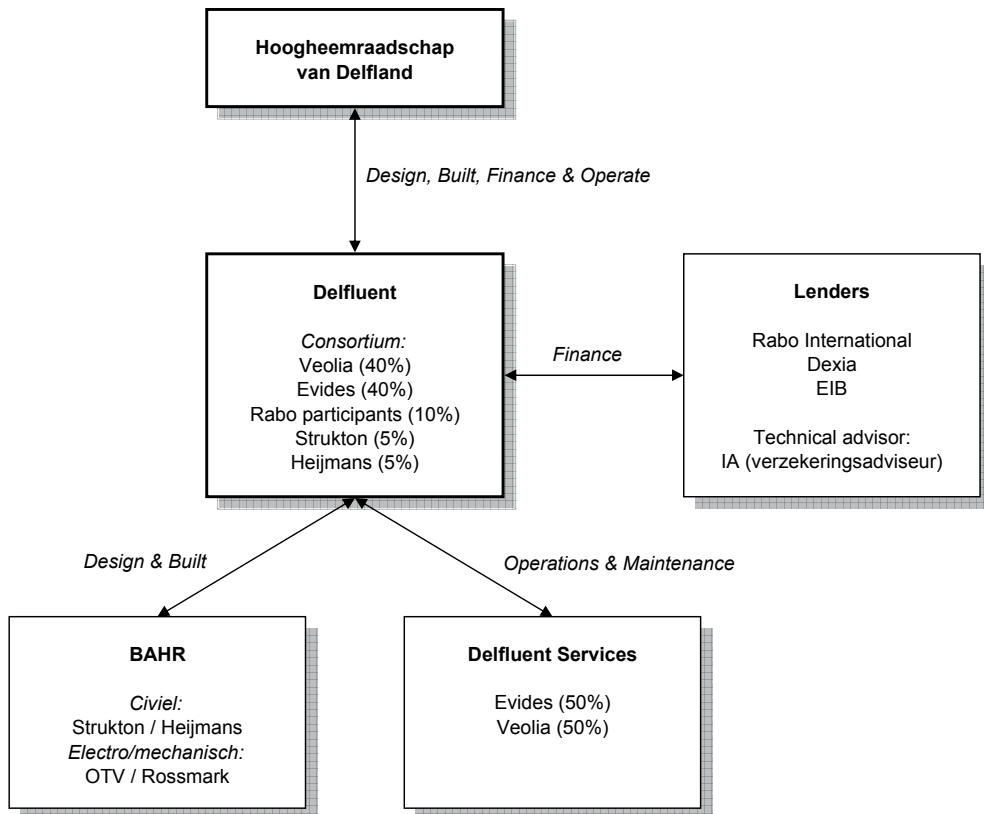 Hoogheemraadschap
van Delfland
Design, Built, Finance & Operate
Delfluent
Consortium:
Veolia (40%)
Evides (40%)
Rabo participants (10%)
Strukton (5%)
Heijmans (5%)
Finance
Lenders
Rabo International
Dexia
EIB
Technical advisor:
IA (verzekeringsadviseur)
Design & Built
Operations & Maintenance
BAHR
Civiel:
Strukton / Heijmans
Electro/mechanisch:
OTV / Rossmark
Delfluent Services
Evides (50%)
Veolia (50%)